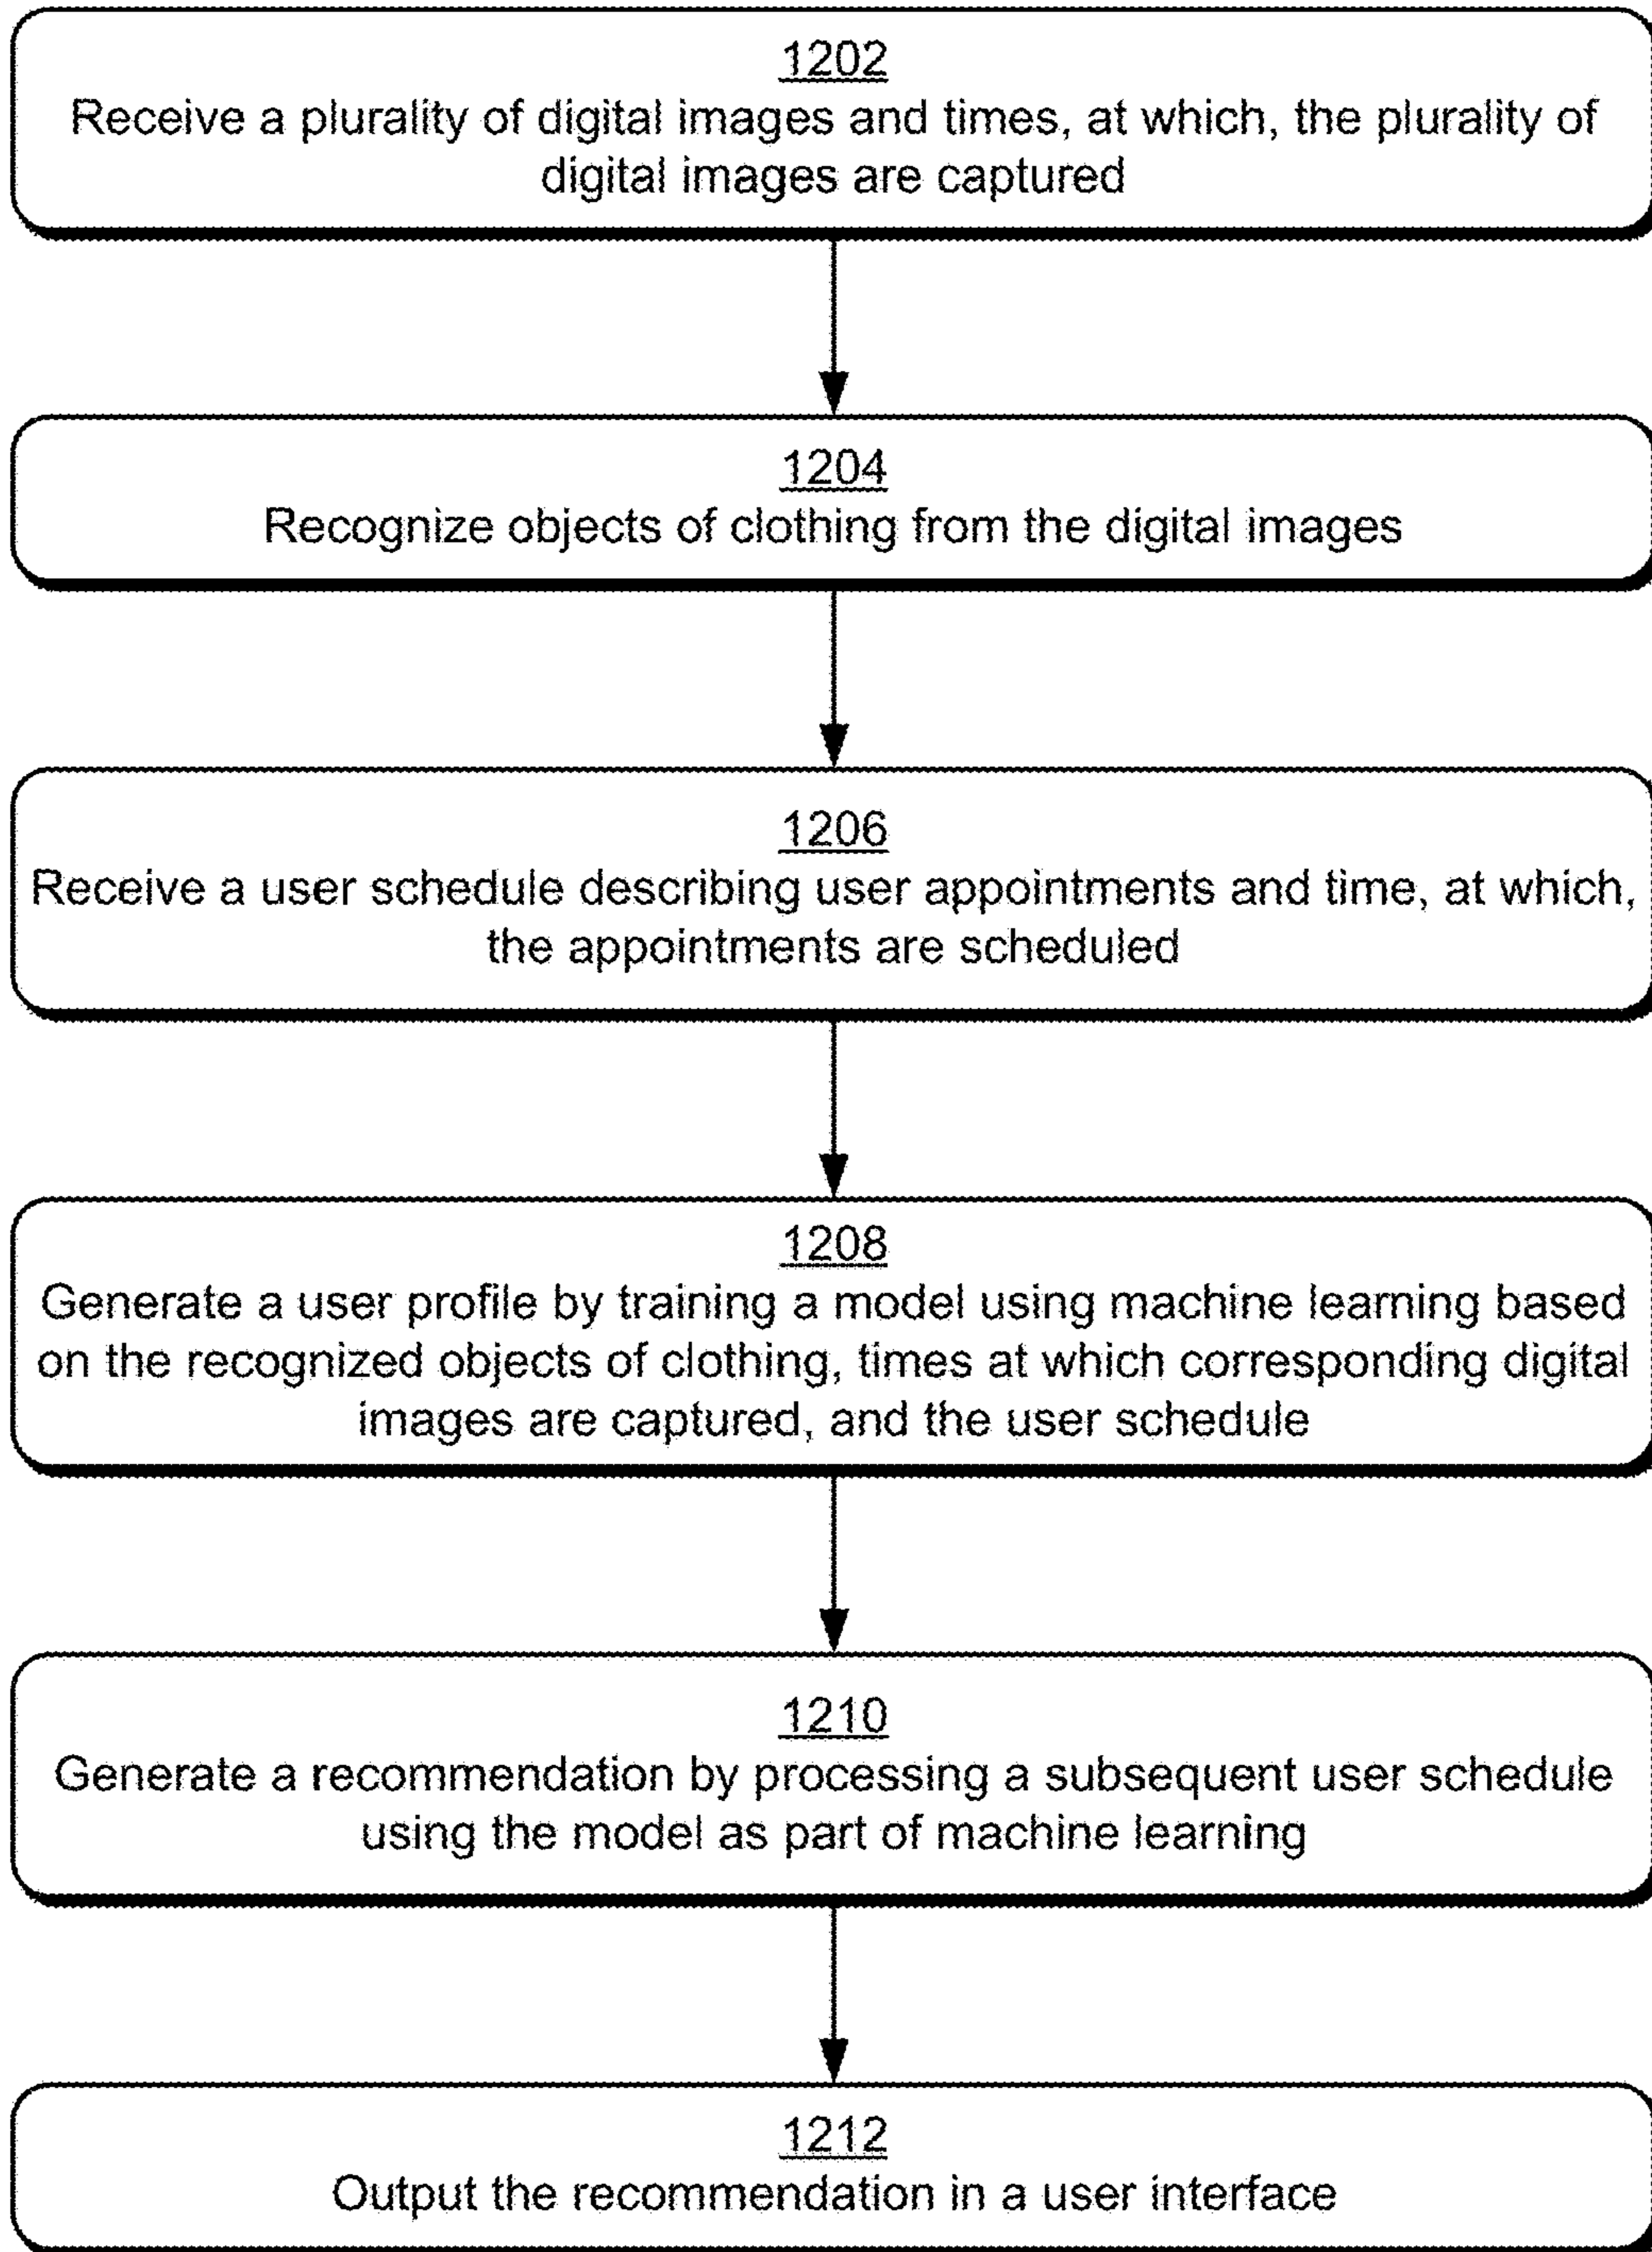 1202
Receive a plurality of digital images and times, at which, the plurality of
digital images are captured
1204
Recognize objects of clothing from the digital images
1206
Receive a user schedule describing user appointments and time, at which,
the appointments are scheduled
1208
Generate a user profile by training a model using machine learning based
on the recognized objects of clothing, times at which corresponding digital
images are captured, and the user schedule
1210
Generate a recommendation by processing a subsequent user schedule
using the model as part of machine learning
1212
Output the recommendation in a user interface